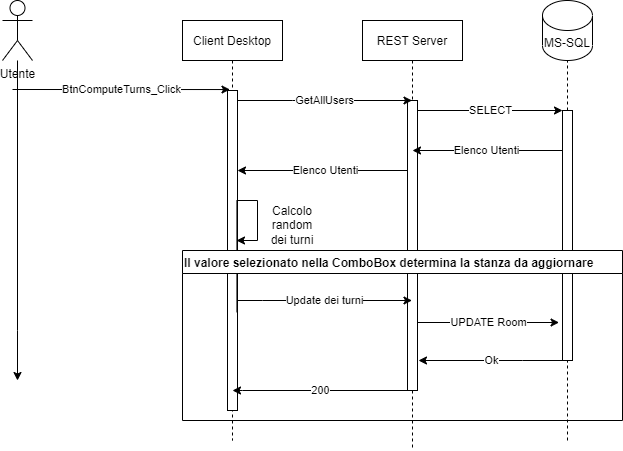 Client Desktop
REST Server
MS-SQL
Utente
BtnComputeTurns_Click
GetAllUsers
SELECT
Elenco Utenti
Elenco Utenti
Calcolo
random
dei turni
Il valore selezionato nella ComboBox determina la stanza da aggiornare
Update dei turni
UPDATE Room
Ok
200